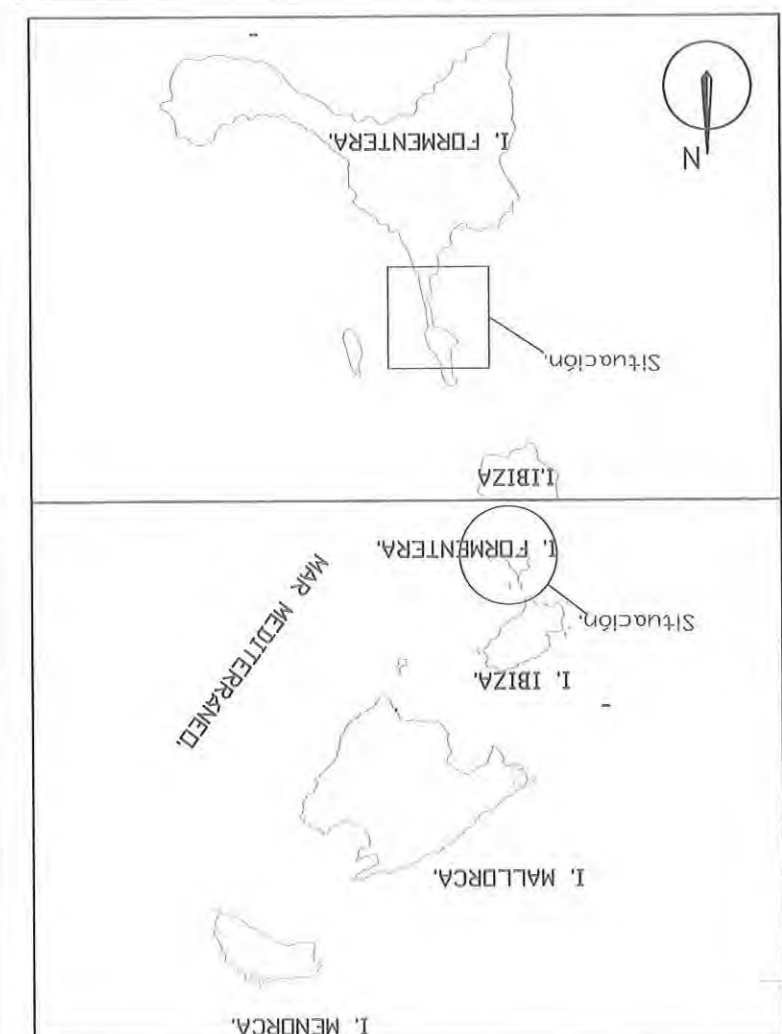 I. MENORCA.
I. MALLORCA.
I. IBIZA.
MAR MEDITERRÁNEO.
Situación.
I. FORMENTERA.
I.IBIZA
Situación.
I. FORMENTERA.
N